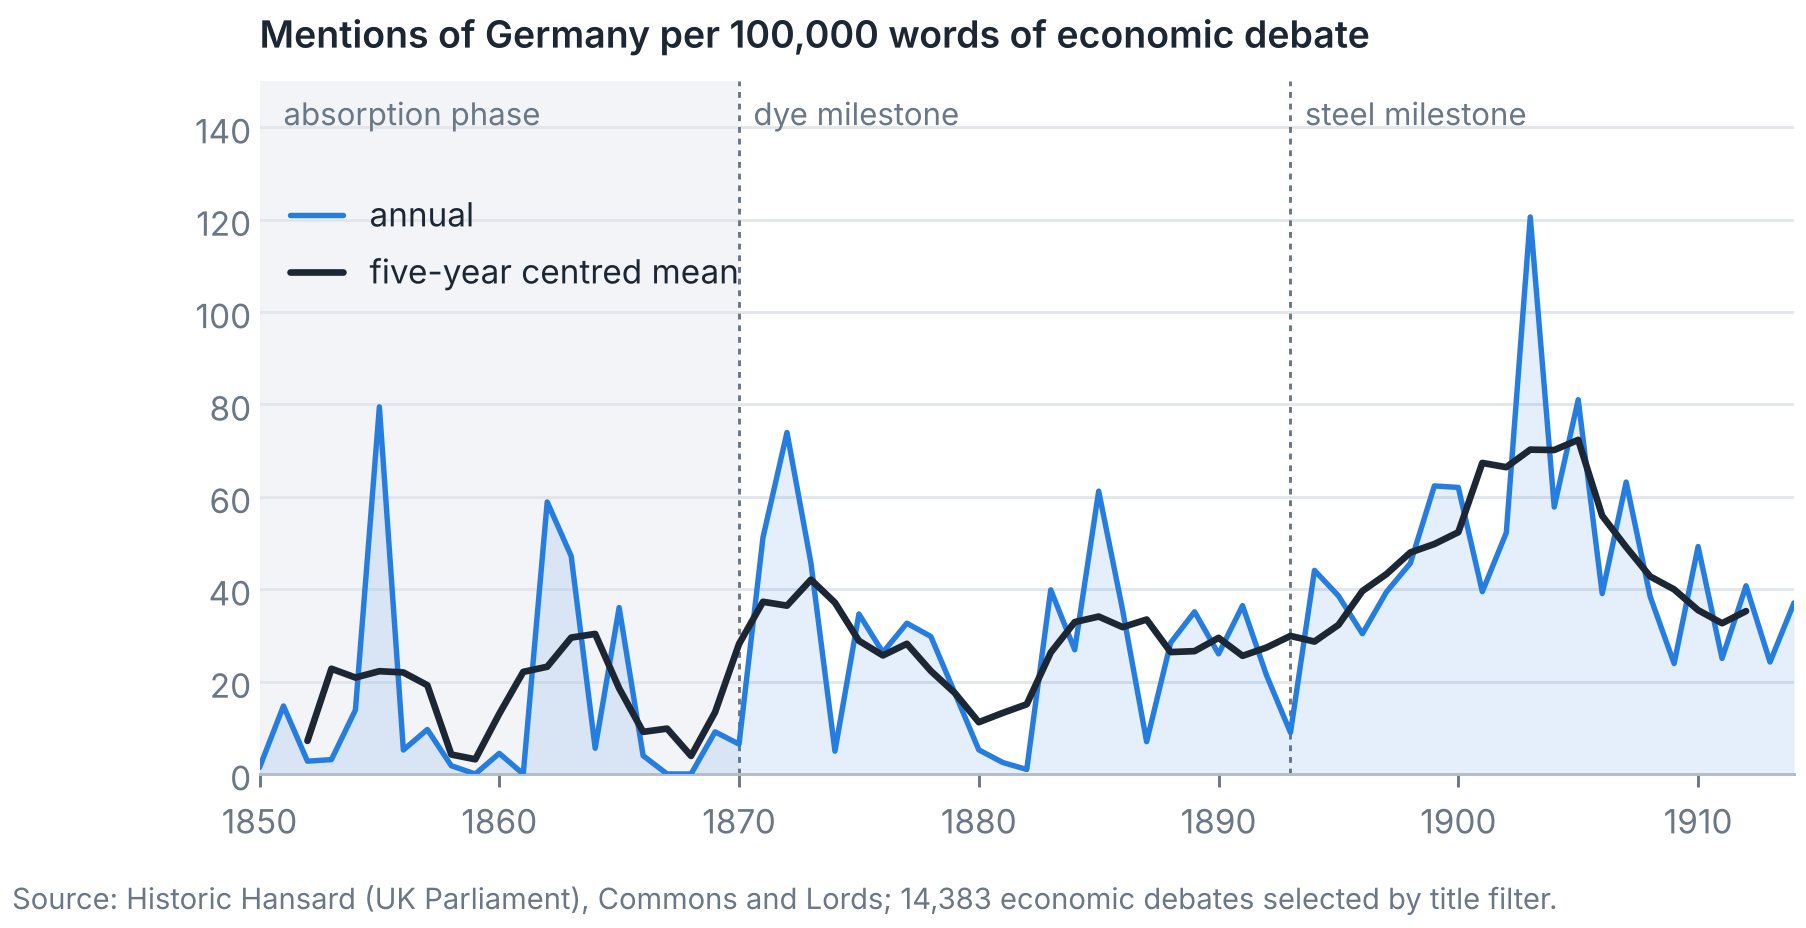 Mentions of Germany per 100,000 words of economic debate
absorption phase
dye milestone
steel milestone
140
120
100
80
60
40
20
0
annual
five-year centred mean
1850 1860 1870 1880 1890 1900 1910
Source: Historic Hansard (UK Parliament), Commons and Lords; 14,383 economic debates selected by title filter.